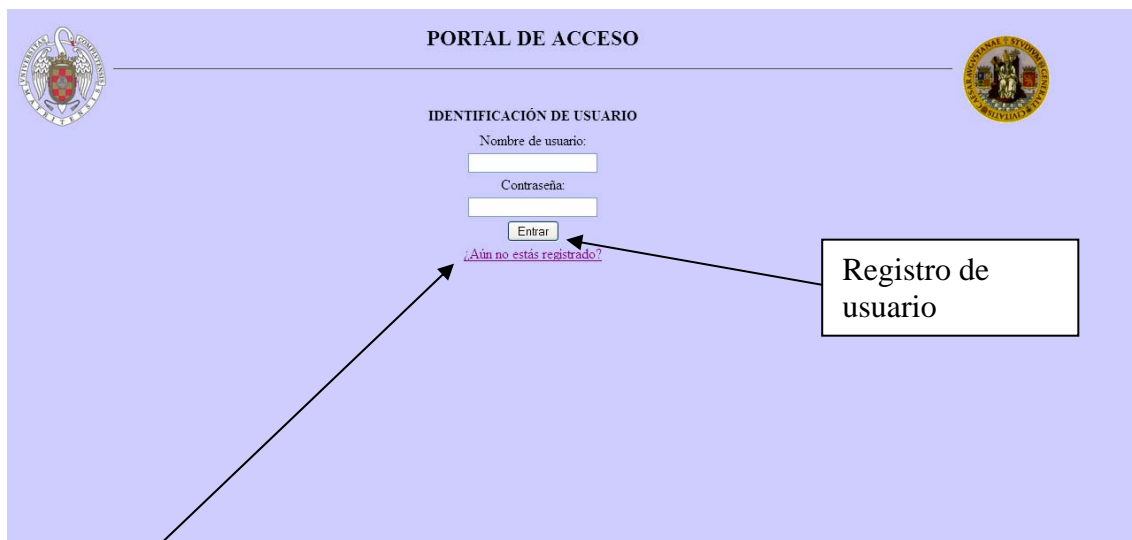 PORTAL DE ACCESO
IDENTIFICACIÓN DE USUARIO
Nombre de usuario:
Contraseña:
Entrar
¿Aún no estás registrado?
Registro de
usuario